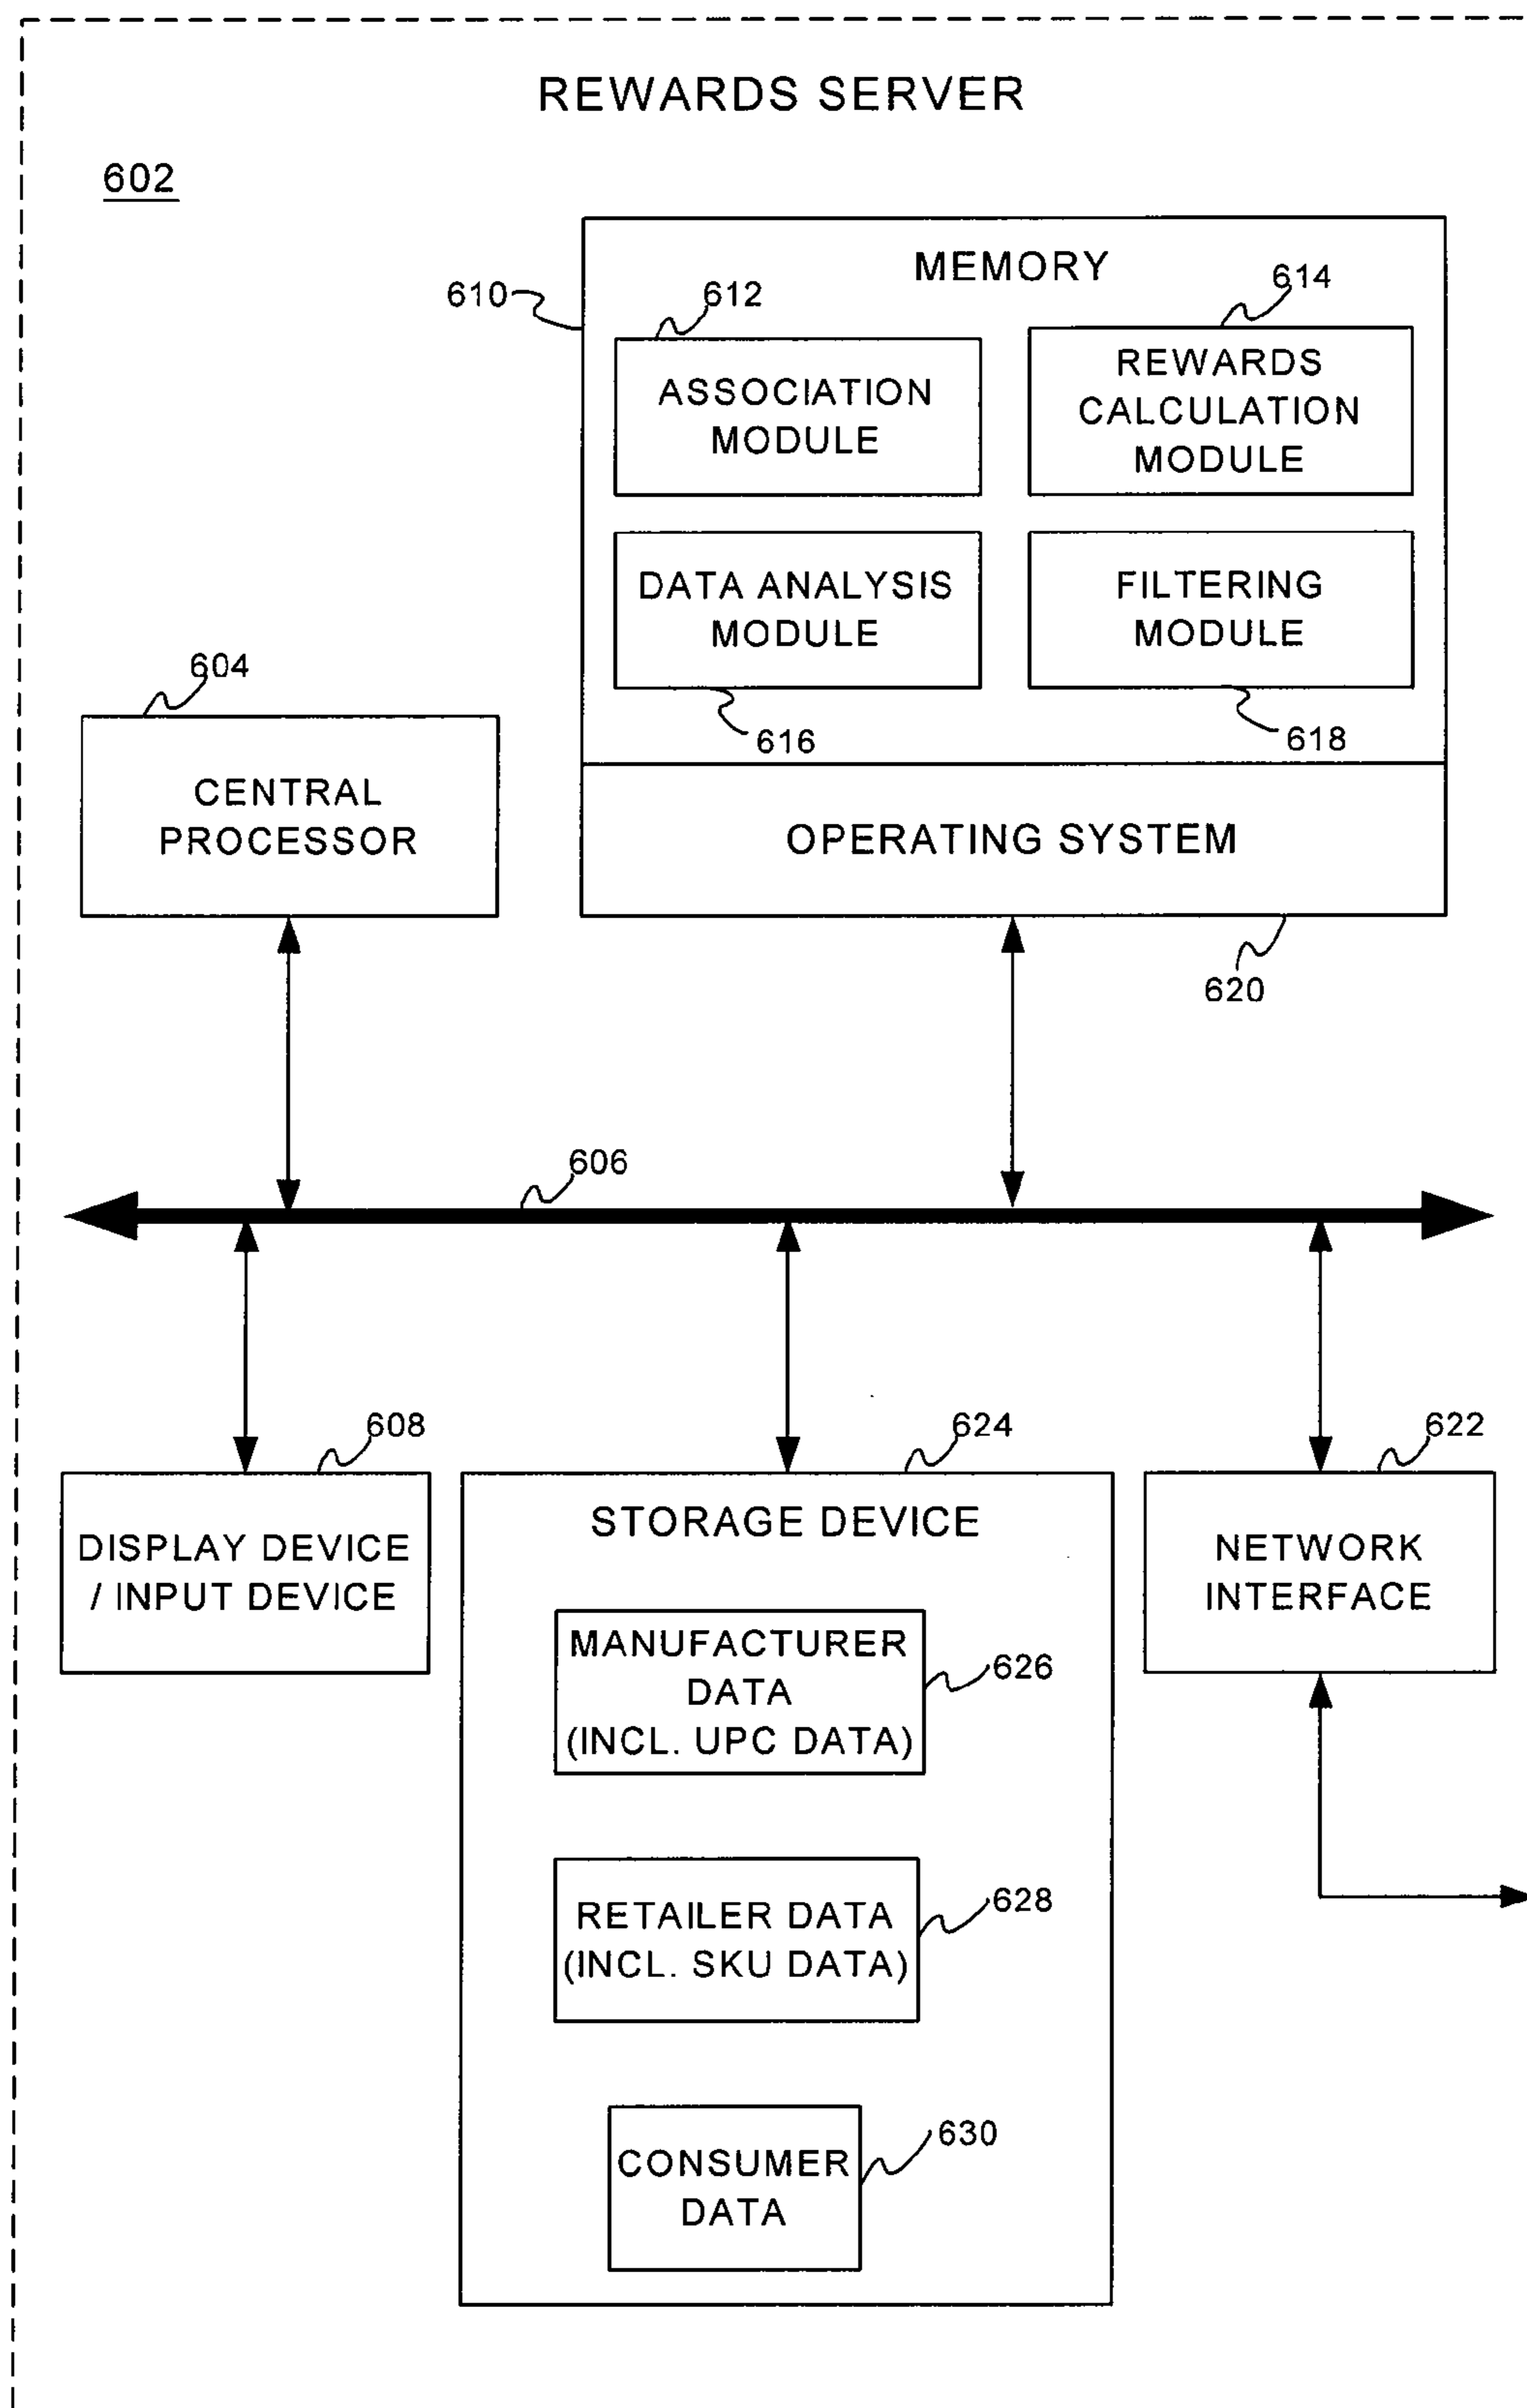 REWARDS SERVER
602
MEMORY
610
612
614
ASSOCIATION
MODULE
REWARDS
CALCULATION
MODULE
DATA ANALYSIS
MODULE
FILTERING
MODULE
604
616
618
CENTRAL
PROCESSOR
OPERATING SYSTEM
620
606
608
624
622
DISPLAY DEVICE
/ INPUT DEVICE
STORAGE DEVICE
NETWORK
INTERFACE
MANUFACTURER
DATA
(INCL. UPC DATA)
626
RETAILER DATA
(INCL. SKU DATA)
628
CONSUMER
DATA
630